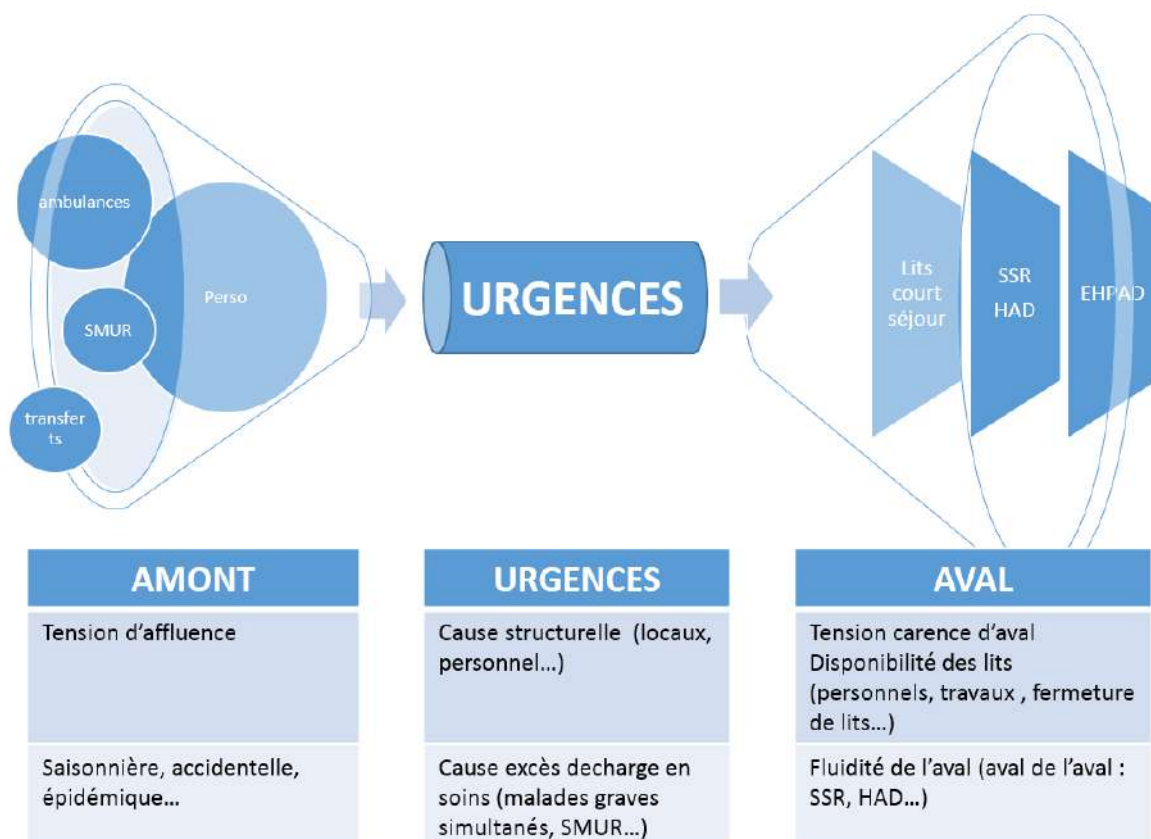 ambulances
Perso
SMUR
transfer
ts
URGENCES
Lits
court
séjour
SSR
HAD
EHPAD
AMONT
Tension d’affluence
Saisonnière, accidentelle,
épidémique…
URGENCES
Cause structurelle (locaux,
personnel…)
Cause excès decharge en
soins (malades graves
simultanés, SMUR…)
AVAL
Tension carence d’aval
Disponibilité des lits
(personnels, travaux , fermeture
de lits…)
Fluidité de l’aval (aval de l’aval :
SSR, HAD…)